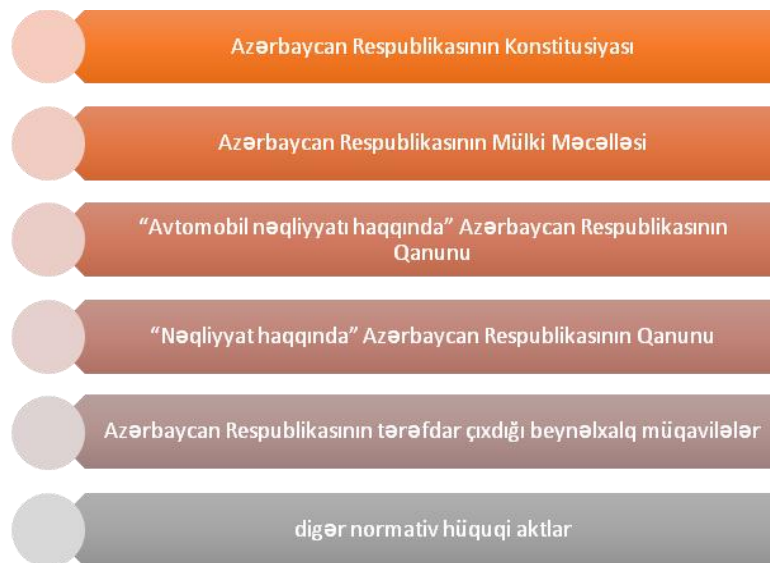 Azərbaycan Respublikasının Konstitusiyası
Azərbaycan Respublikasının Mülki Məcəlləsi
“Avtomobil nəqliyyatı haqqında” Azərbaycan Respublikasının
Qanunu
“Nəqliyyat haqqında” Azərbaycan Respublikasının Qanunu
Azərbaycan Respublikasının tərəfdar çıxdığı beynəlxalq müqavilələr
digər normativ hüquqi aktlar